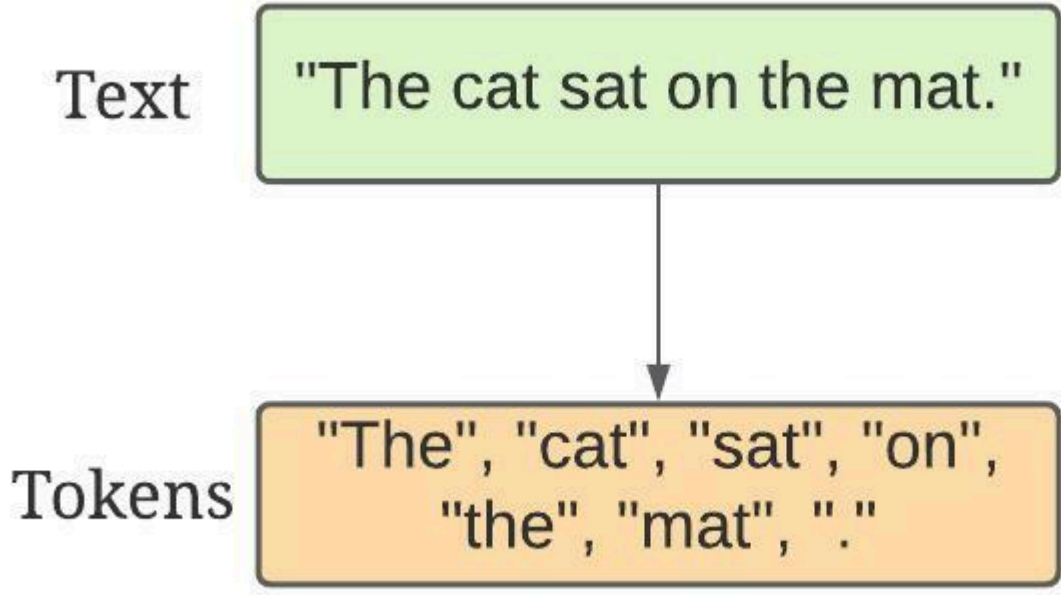 Text
"The cat sat on the mat."
Tokens
"The", "cat", "sat", "on",
"the", "mat", "."